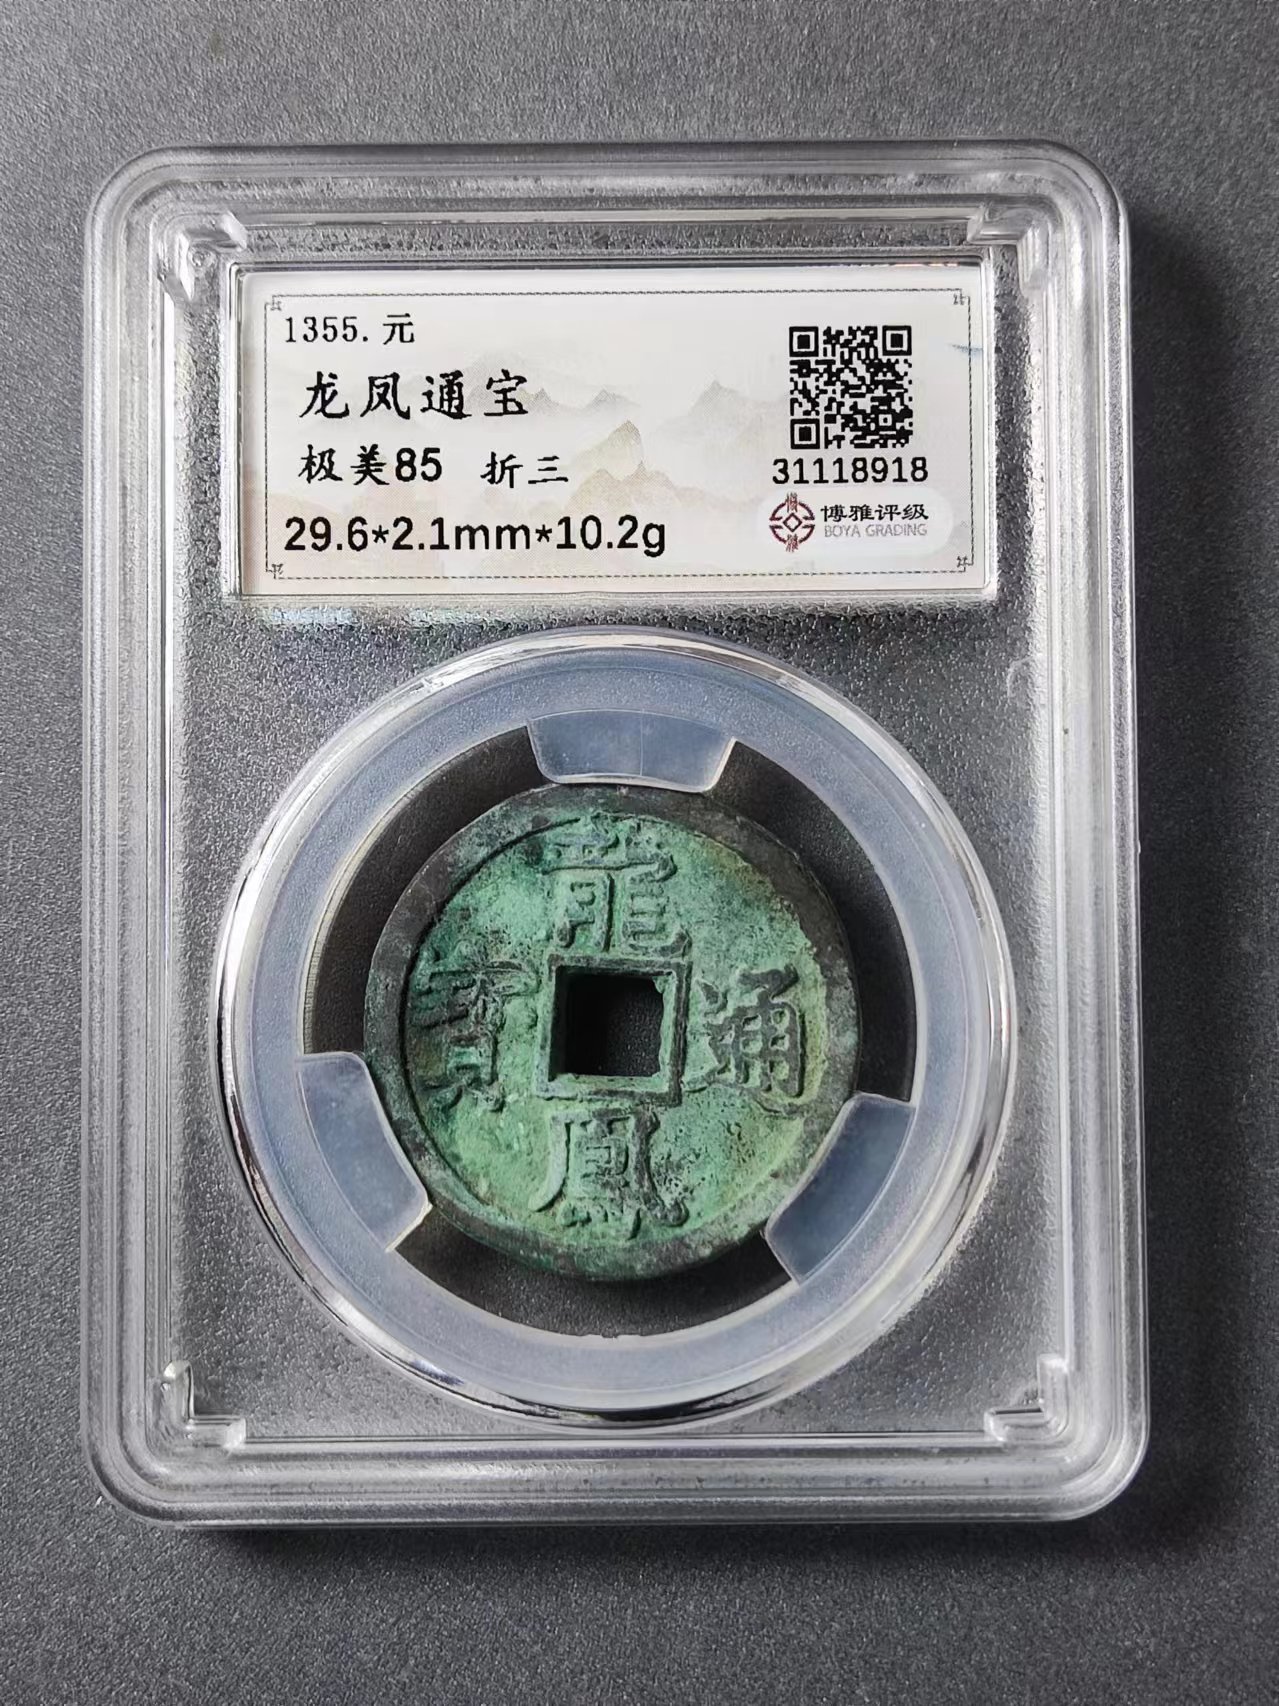 1355.元
龙凤通宝
极美85 折三
29.6*2.1mm*10.2g
31118918
博雅评级
BOYA GRADING
龍
鳳
通
寶